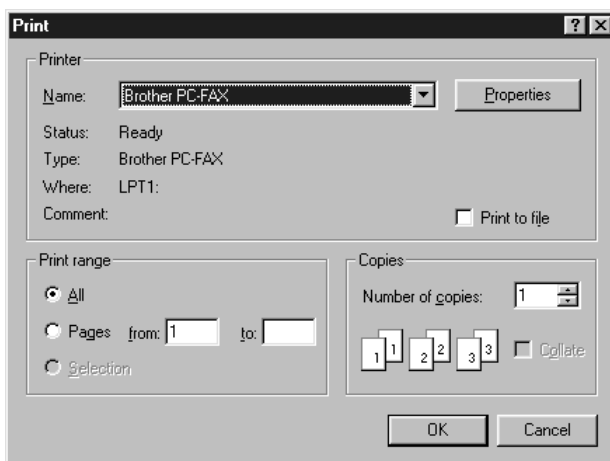 Print
Printer
Name: Brother PC-FAX Properties
Status: Ready
Type: Brother PC-FAX
Where: LPT1:
Comment: Print to file
Print range
All
Pages from: 1 to:
Selection
Copies
Number of copies: 1
1 1 2 2 3 3 Collate
OK Cancel